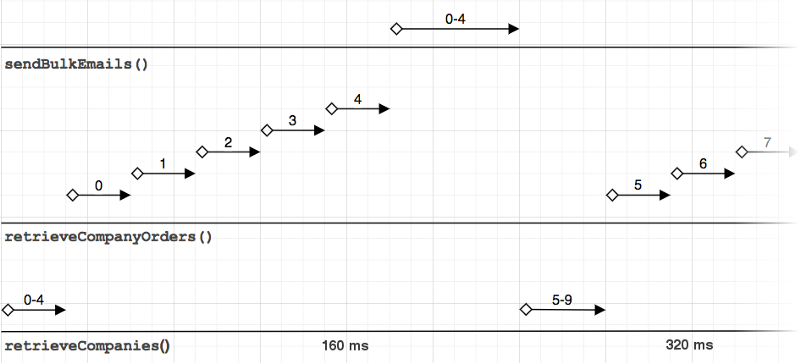 0-4
sendBulkEmails()
4
3
2
1
7
6
0
5
retrieveCompanyOrders()
0-4
5-9
retrieveCompanies()
160 ms
320 ms